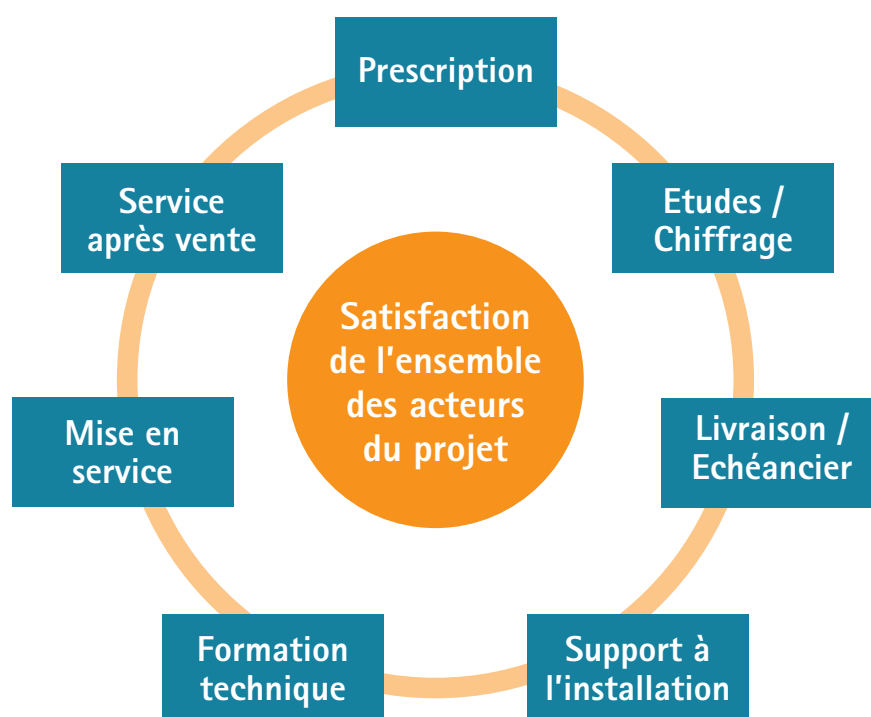 Prescription
Etudes /
Chiffrage
Livraison /
Echéancier
Support à
l'installation
Formation
technique
Mise en
service
Service
après vente
Satisfaction
de l'ensemble
des acteurs
du projet